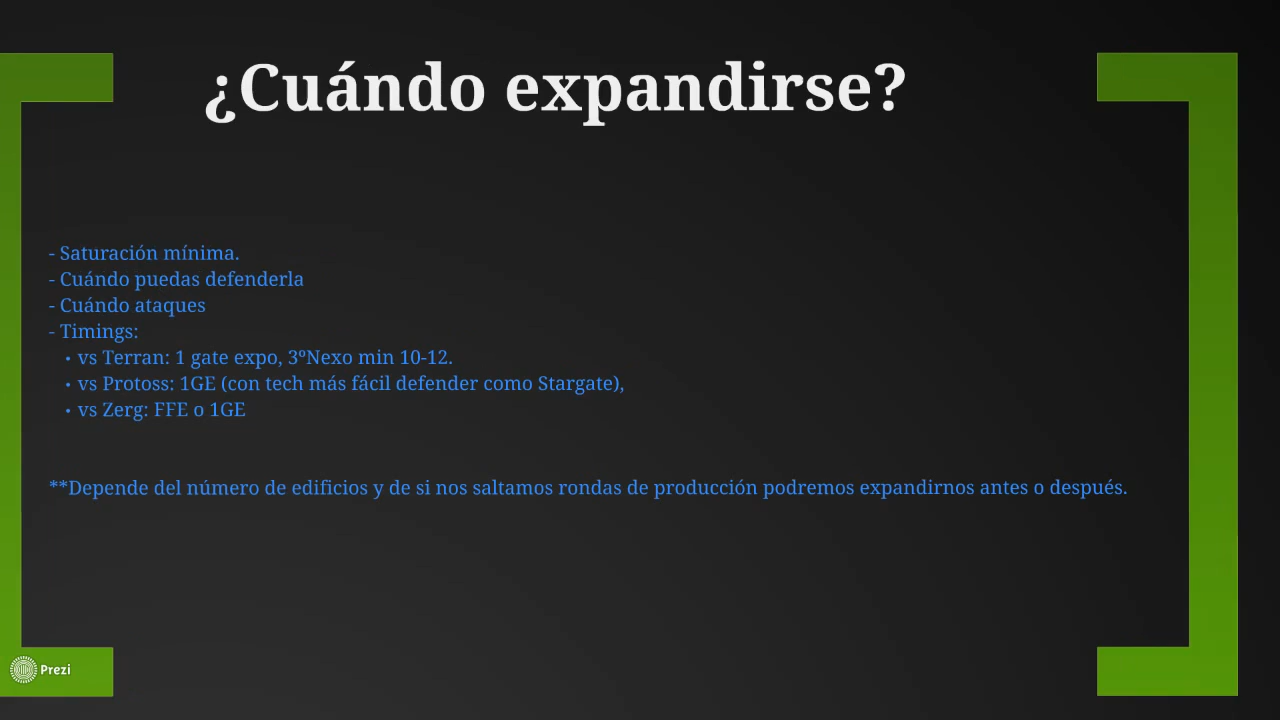 ¿Cuándo expandirse?
- Saturación mínima.
- Cuándo puedas defenderla
- Cuándo ataques
- Timings:
• vs Terran: 1 gate expo, 3ºNexo min 10-12.
• vs Protoss: 1GE (con tech más fácil defender como Stargate),
• vs Zerg: FFE o 1GE
**Depende del número de edificios y de si nos saltamos rondas de producción podremos expandirnos antes o después.
Prezi